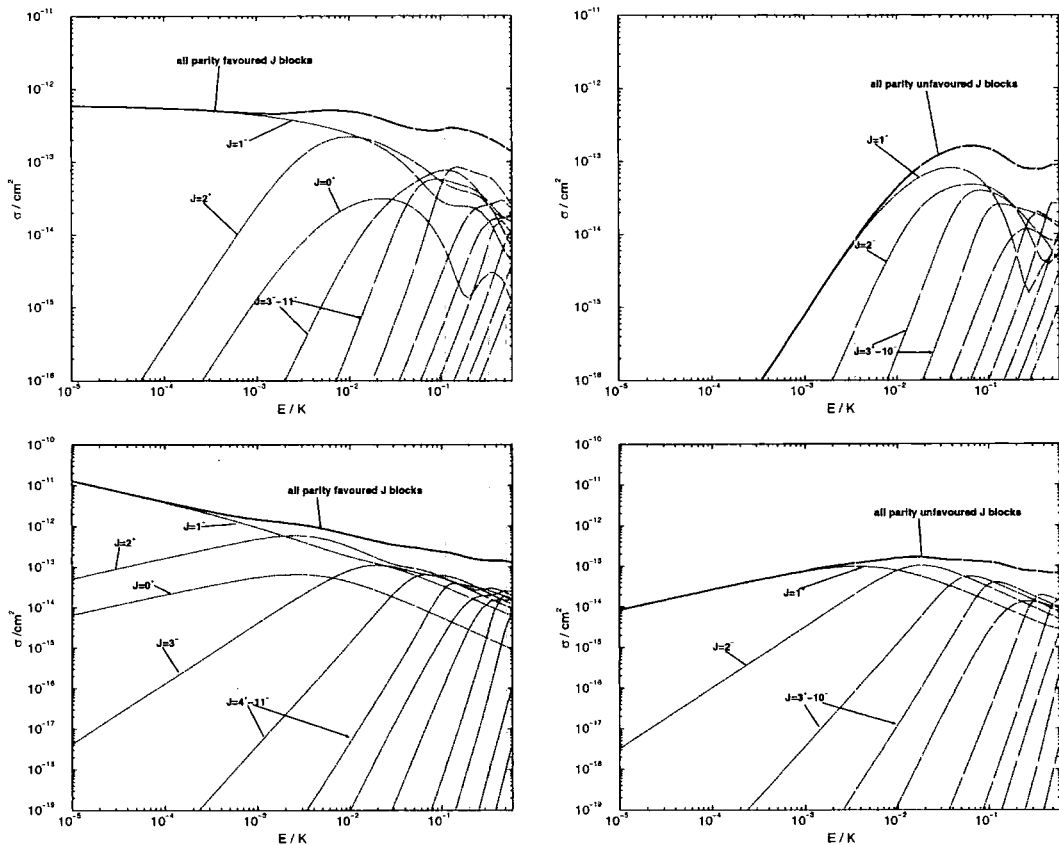 10⁻¹¹
10⁻¹²
10⁻¹³
10⁻¹⁴
10⁻¹⁵
10⁻¹⁶
σ / cm²
all parity favoured J blocks
J=1⁻
J=2⁺
J=0⁺
J=3⁻−11⁻
10⁻⁵ 10⁻⁴ 10⁻³ 10⁻² 10⁻¹
E / K
10⁻¹¹
10⁻¹²
10⁻¹³
10⁻¹⁴
10⁻¹⁵
10⁻¹⁶
σ / cm²
all parity unfavoured J blocks
J=1⁻
J=2⁻
J=3⁺−10⁻
10⁻⁵ 10⁻⁴ 10⁻³ 10⁻² 10⁻¹
E / K
10⁻¹⁰
10⁻¹¹
10⁻¹²
10⁻¹³
10⁻¹⁴
10⁻¹⁵
10⁻¹⁶
10⁻¹⁷
10⁻¹⁸
10⁻¹⁹
σ / cm²
all parity favoured J blocks
J=1⁻
J=2⁺
J=0⁺
J=3⁻
J=4⁺−11⁻
10⁻⁵ 10⁻⁴ 10⁻³ 10⁻² 10⁻¹
E / K
10⁻¹⁰
10⁻¹¹
10⁻¹²
10⁻¹³
10⁻¹⁴
10⁻¹⁵
10⁻¹⁶
10⁻¹⁷
10⁻¹⁸
10⁻¹⁹
σ / cm²
all parity unfavoured J blocks
J=1⁺
J=2⁻
J=3⁺−10⁻
10⁻⁵ 10⁻⁴ 10⁻³ 10⁻² 10⁻¹
E / K